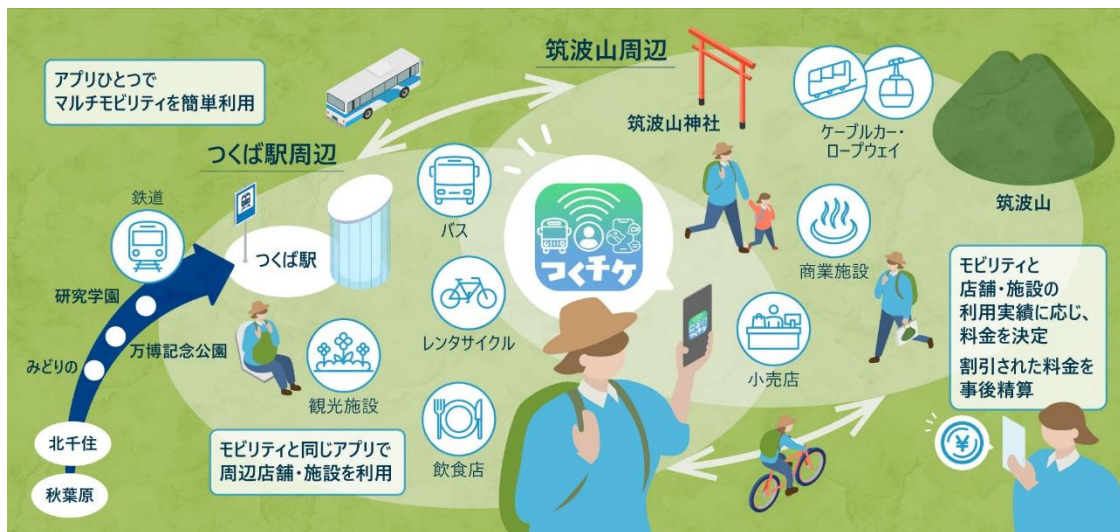 アプリひとつで
マルチモビリティを簡単利用
筑波山周辺
筑波山神社
ケーブルカー・
ロープウェイ
筑波山
つくば駅周辺
鉄道
つくば駅
バス
つくチケ
商業施設
研究学園
万博記念公園
みどりの
レンタサイクル
つくチケ
小売店
モビリティと
店舗・施設の
利用実績に応じ、
料金を決定
割引された料金を
事後精算
観光施設
北千住
秋葉原
モビリティと同じアプリで
周辺店舗・施設を利用
飲食店
¥